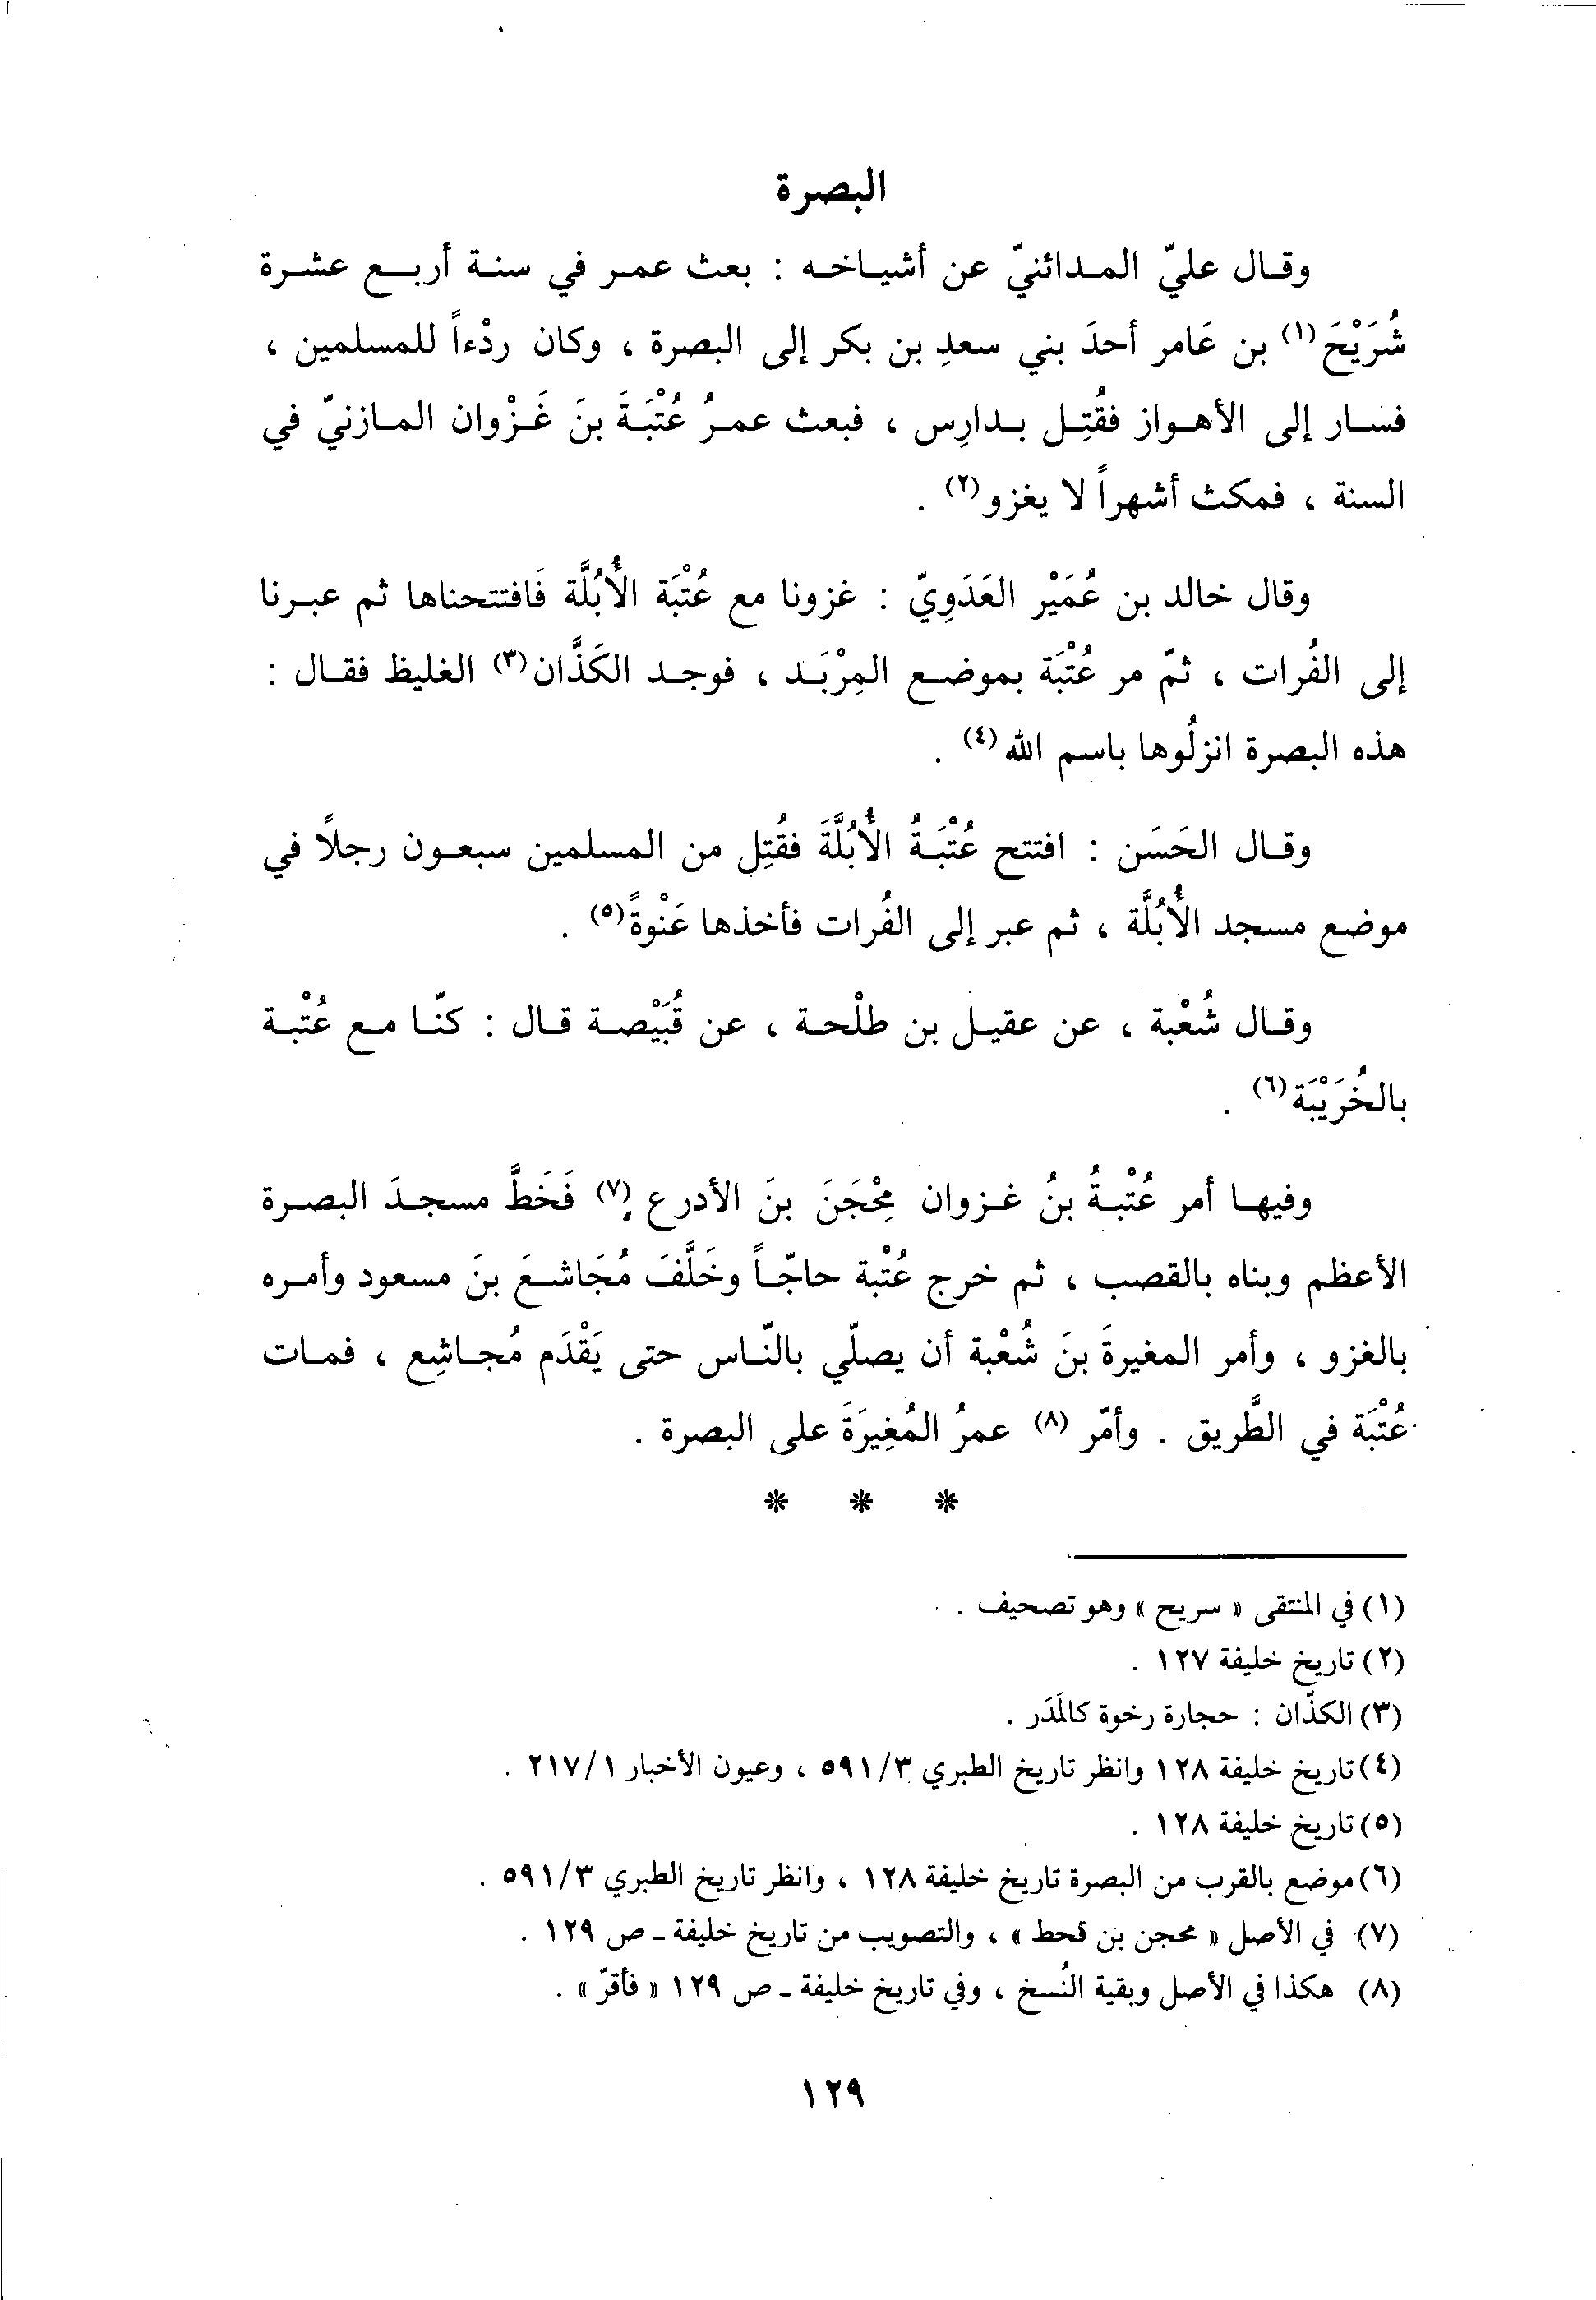 البصرة
وقال عليّ المدائنيّ عن أشياخه : بعث عمر في سنة أربع عشرة
شُرَيْحَ(١) بن عَامر أحدَ بني سعدِ بن بكر إلى البصرة ، وكان ردْءاً للمسلمين ،
فسار إلى الأهواز فقُتِل بدارِس ، فبعث عمرُ عُتْبَةَ بنَ غَزْوان المازنيّ في
السنة ، فمكث أشهراً لا يغزو(٢) .
وقال خالد بن عُمَيْر العَدَوِيّ : غزونا مع عُتْبَة الأُبُلَّة فَافتتحناها ثم عبرنا
إلى الفُرات ، ثمّ مر عُتْبَة بموضع المِرْبَد ، فوجد الكَذَّان(٣) الغليظ فقال :
هذه البصرة انزلُوها باسم الله(٤) .
وقال الحَسَن : افتتح عُتْبَةُ الأُبُلَّةَ فقُتِل من المسلمين سبعون رجلاً في
موضع مسجد الأُبُلَّة ، ثم عبر إلى الفُرات فأخذها عَنْوةً(٥) .
وقال شُعْبة ، عن عقيل بن طلْحة ، عن قُبَيْصة قال : كنّا مع عُتْبة
بالخُرَيْبَة(٦) .
وفيها أمر عُتْبةُ بنُ غزوان مِحْجَنَ بنَ الأدرع (٧) فَخَطَّ مسجدَ البصرة
الأعظم وبناه بالقصب ، ثم خرج عُتْبة حاجّاً وخَلَّفَ مُجَاشعَ بنَ مسعود وأمره
بالغزو ، وأمر المغيرةَ بنَ شُعْبة أن يصلّي بالنّاس حتى يَقْدَم مُجاشِع ، فمات
عُتْبَة في الطَّريق . وأمّر (٨) عمرُ المُغِيرَةَ على البصرة .
* * *
(١) في المنتقى « سريح » وهو تصحيف .
(٢) تاريخ خليفة ١٢٧ .
(٣) الكذّان : حجارة رخوة كالمَدَر .
(٤) تاريخ خليفة ١٢٨ وانظر تاريخ الطبري ٥٩١/٣ ، وعيون الأخبار ٢١٧/١ .
(٥) تاريخ خليفة ١٢٨ .
(٦) موضع بالقرب من البصرة تاريخ خليفة ١٢٨ ، وانظر تاريخ الطبري ٥٩١/٣ .
(٧) في الأصل « محجن بن قحط » ، والتصويب من تاريخ خليفة - ص ١٢٩ .
(٨) هكذا في الأصل وبقية النُسخ ، وفي تاريخ خليفة - ص ١٢٩ « فأقرّ » .
١٢٩